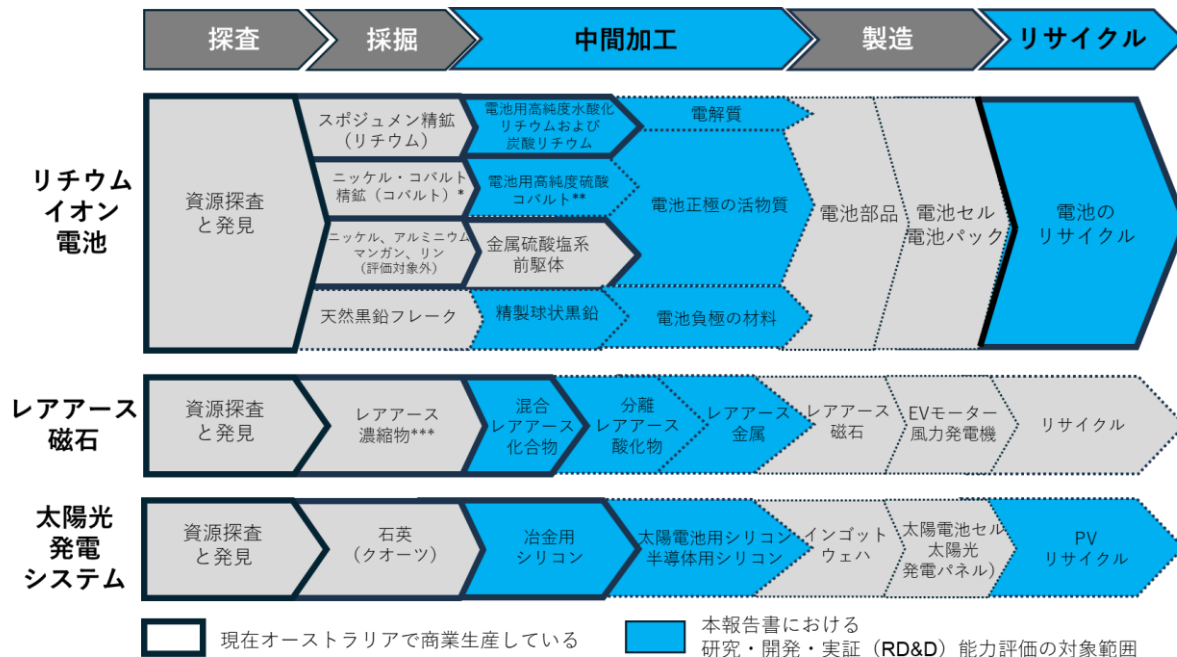 探査
採掘
中間加工
製造
リサイクル
リチウム
イオン
電池
資源探査
と発見
スポジュメン精鉱
（リチウム）
電池用高純度水酸化
リチウムおよび
炭酸リチウム
電解質
ニッケル・コバルト
精鉱（コバルト）*
電池用高純度硫酸
コバルト**
電池正極の活物質
ニッケル、アルミニウム
マンガン、リン
（評価対象外）
金属硫酸塩系
前駆体
天然黒鉛フレーク
精製球状黒鉛
電池負極の材料
電池部品
電池セル
電池パック
電池の
リサイクル
レアアース
磁石
資源探査
と発見
レアアース
濃縮物***
混合
レアアース
化合物
分離
レアアース
酸化物
レアアース
金属
レアアース
磁石
EVモーター
風力発電機
リサイクル
太陽光
発電
システム
資源探査
と発見
石英
（クオーツ）
冶金用
シリコン
太陽電池用シリコン
半導体用シリコン
インゴット
ウェハ
太陽電池セル
太陽光
発電パネル）
PV
リサイクル
現在オーストラリアで商業生産している
本報告書における
研究・開発・実証（RD&D）能力評価の対象範囲